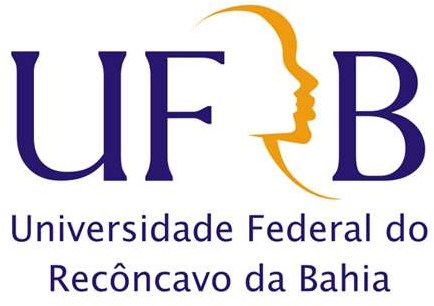 UFRB
Universidade Federal do
Recôncavo da Bahia